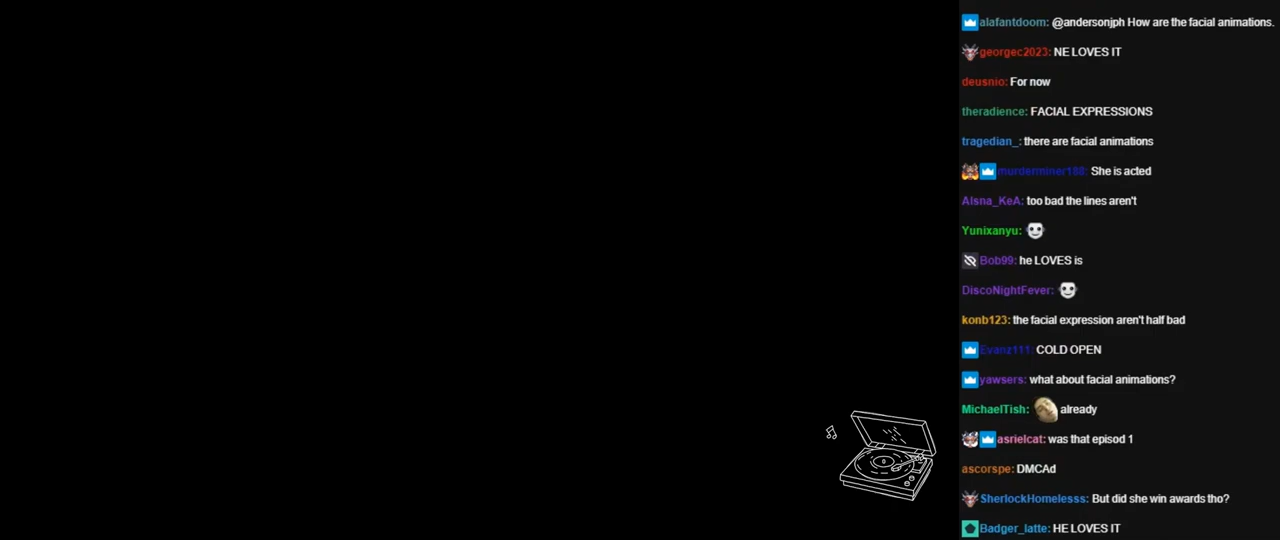 alafantdoom: @andersonjph How are the facial animations.
georgec2023: NE LOVES IT
deusnio: For now
theradience: FACIAL EXPRESSIONS
tragedian_: there are facial animations
murderminer188: She is acted
Alsna_KeA: too bad the lines aren't
Yunixanyu:
Bob99: he LOVES is
DiscoNightFever:
konb123: the facial expression aren't half bad
Evanz111: COLD OPEN
yawsers: what about facial animations?
MichaelTish: already
asrielcat: was that episod 1
ascorspe: DMCAd
SherlockHomelesss: But did she win awards tho?
Badger_latte: HE LOVES IT